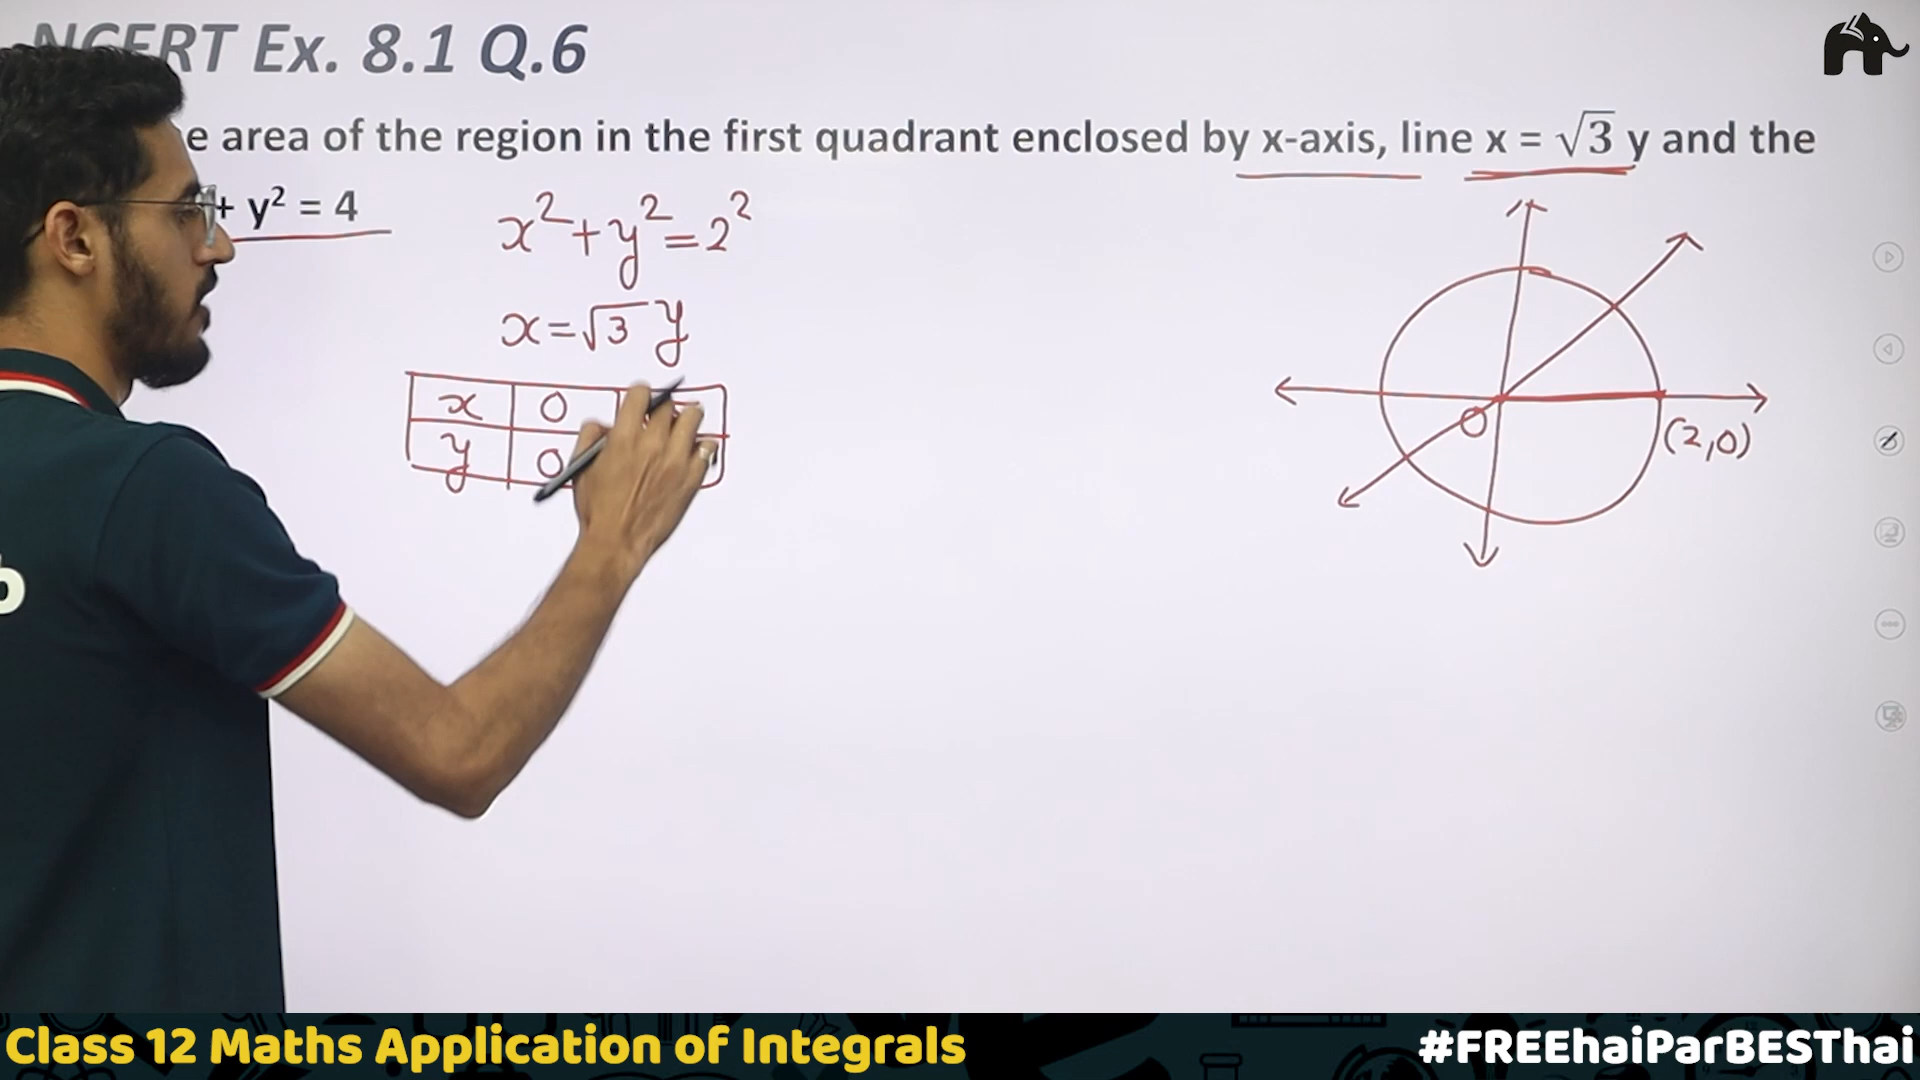 NCERT Ex. 8.1 Q.6
e area of the region in the first quadrant enclosed by x-axis, line x = √3 y and the
+ y² = 4
x² + y² = 2²
x = √3 y
x 0
y 0
O
(2,0)
Class 12 Maths Application of Integrals
#FREEhaiParBESThai